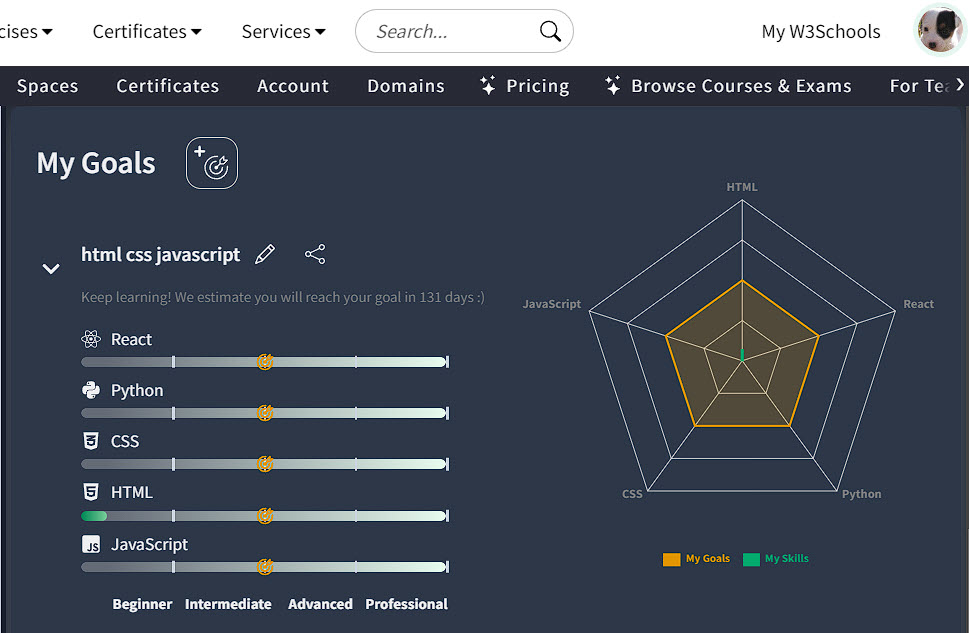 cises
Certificates
Services
Search...
My W3Schools
Spaces
Certificates
Account
Domains
Pricing
Browse Courses & Exams
For Tea
My Goals
html css javascript
Keep learning! We estimate you will reach your goal in 131 days :)
React
Python
CSS
HTML
JS JavaScript
Beginner Intermediate Advanced Professional
HTML
JavaScript
React
CSS
Python
My Goals
My Skills